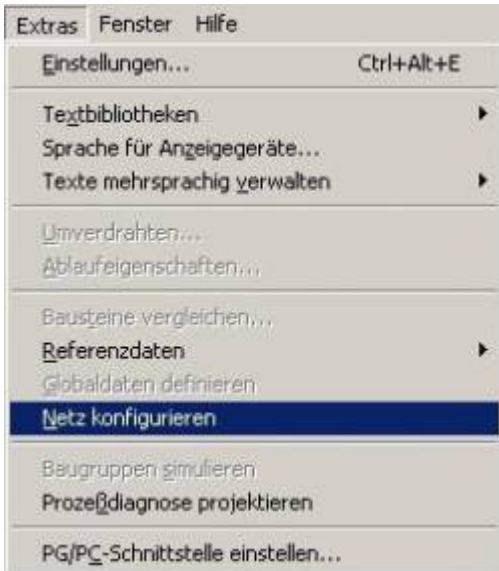 Extras Fenster Hilfe
Einstellungen... Ctrl+Alt+E
Textbibliotheken
Sprache für Anzeigegeräte...
Texte mehrsprachig verwalten
Umverdrahten...
Ablaufeigenschaften...
Bausteine vergleichen...
Referenzdaten
Globaldaten definieren
Netz konfigurieren
Baugruppen simulieren
Prozeßdiagnose projektieren
PG/PC-Schnittstelle einstellen...